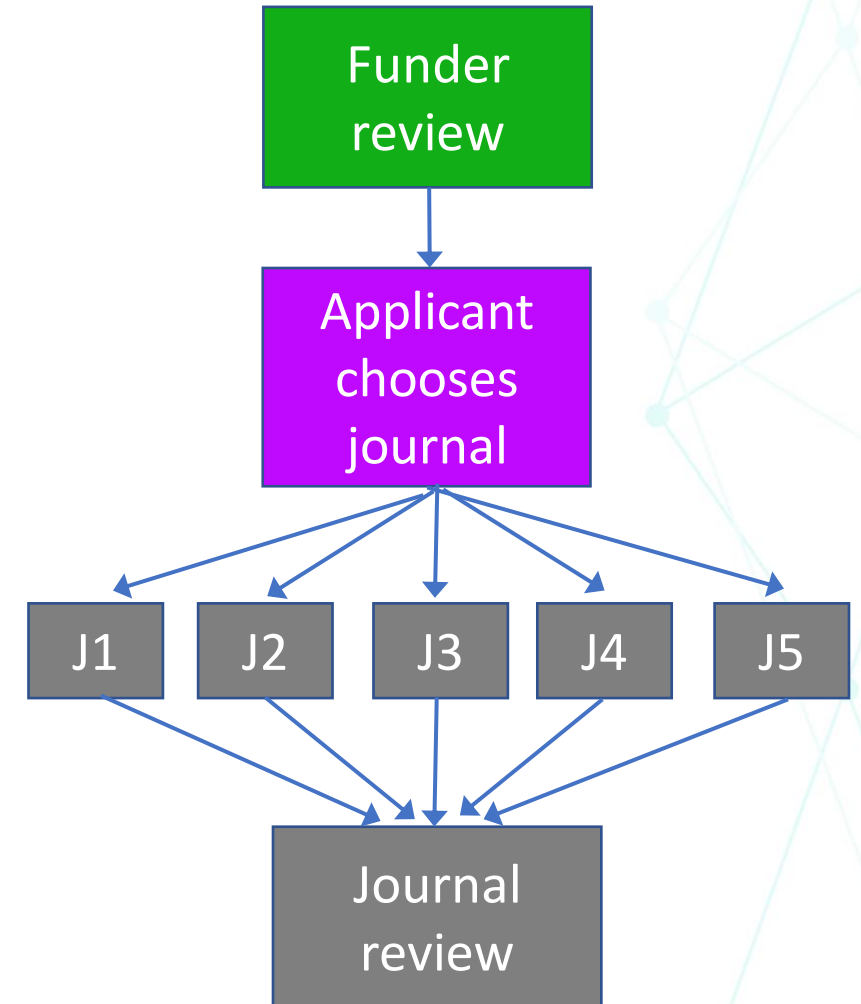 Funder
review
Applicant
chooses
journal
J1
J2
J3
J4
J5
Journal
review